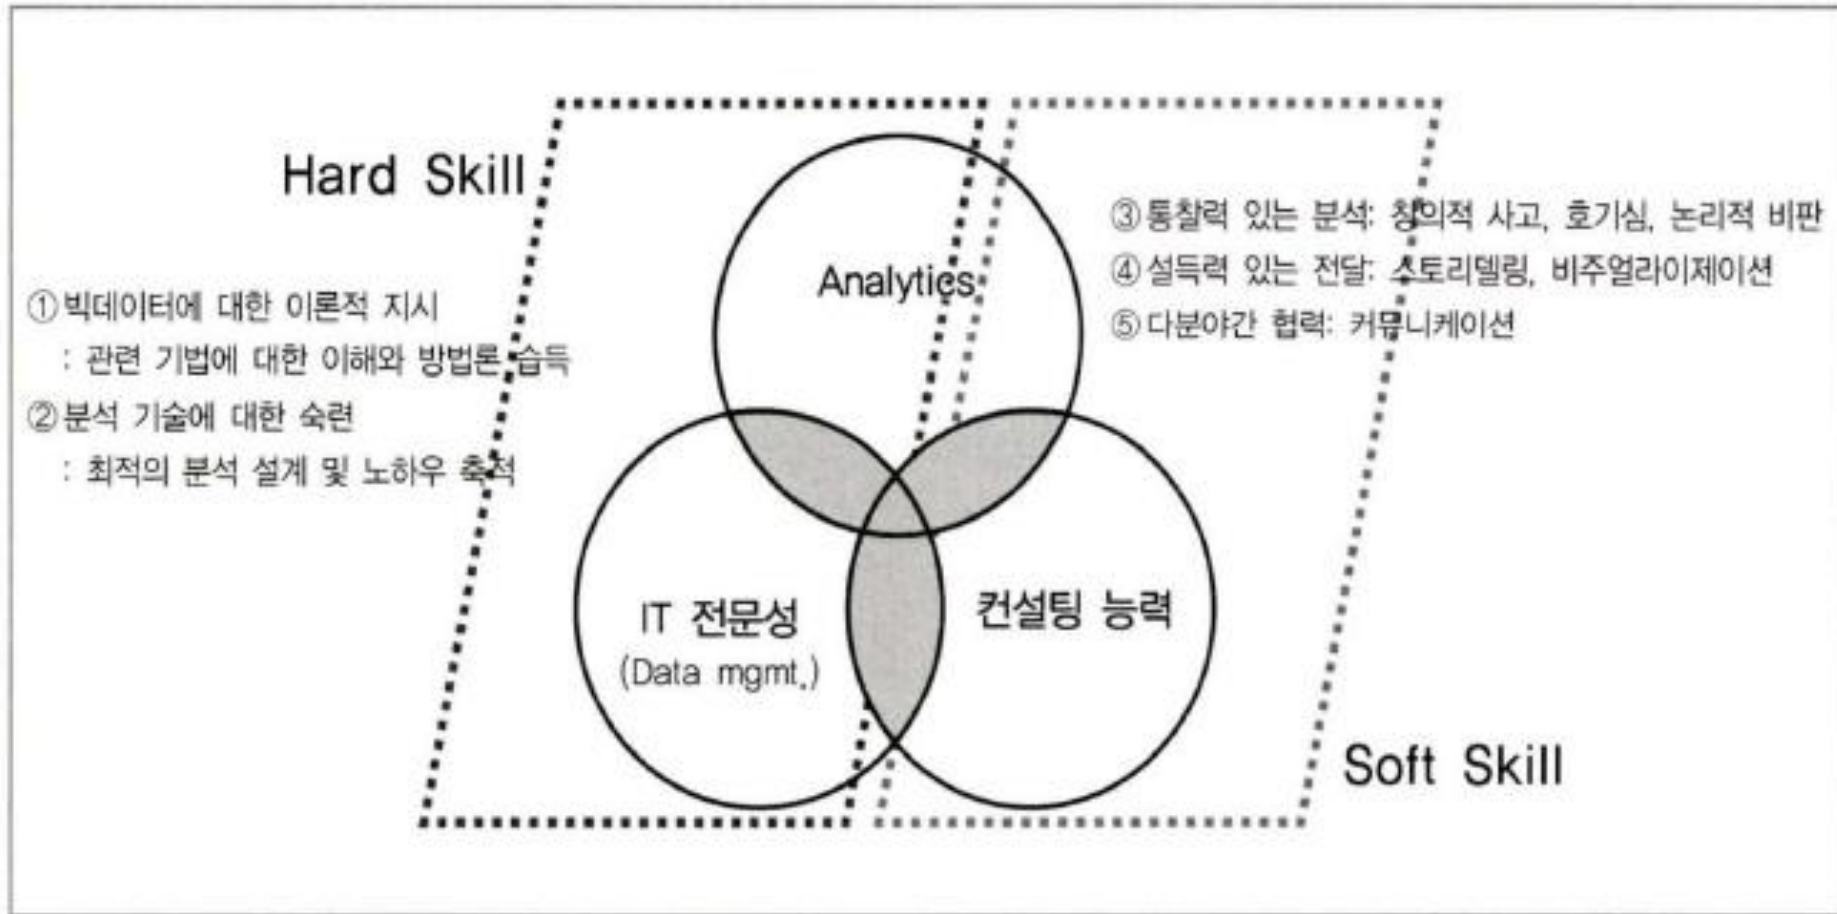 Hard Skill
① 빅데이터에 대한 이론적 지시
: 관련 기법에 대한 이해와 방법론 습득
② 분석 기술에 대한 숙련
: 최적의 분석 설계 및 노하우 축적
Analytics
③ 통찰력 있는 분석: 창의적 사고, 호기심, 논리적 비판
④ 설득력 있는 전달: 스토리델링, 비주얼라이제이션
⑤ 다분야간 협력: 커뮤니케이션
IT 전문성
(Data mgmt.)
컨설팅 능력
Soft Skill